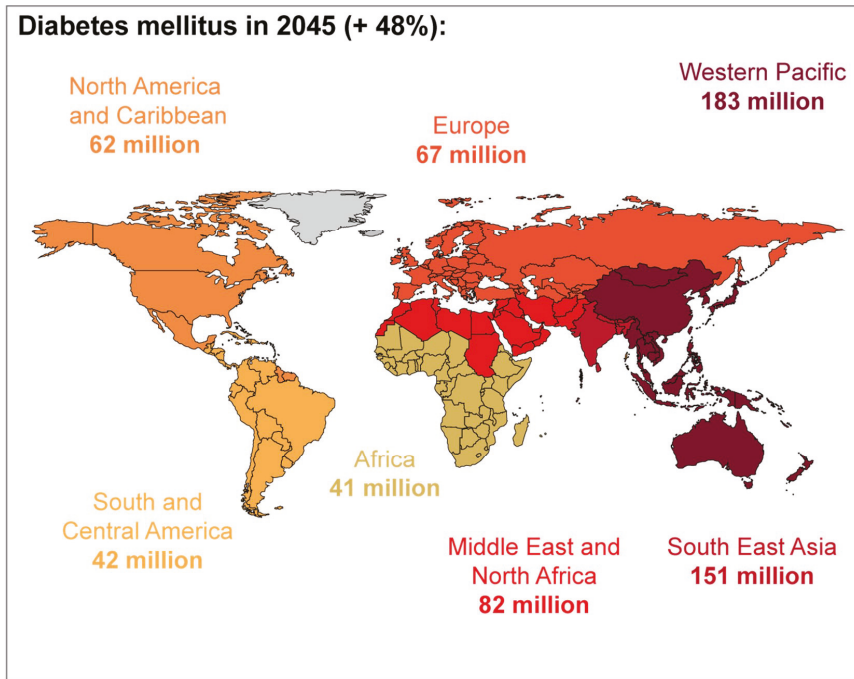 Diabetes mellitus in 2045 (+ 48%):
North America
and Caribbean
62 million
Europe
67 million
Western Pacific
183 million
South and
Central America
42 million
Africa
41 million
Middle East and
North Africa
82 million
South East Asia
151 million